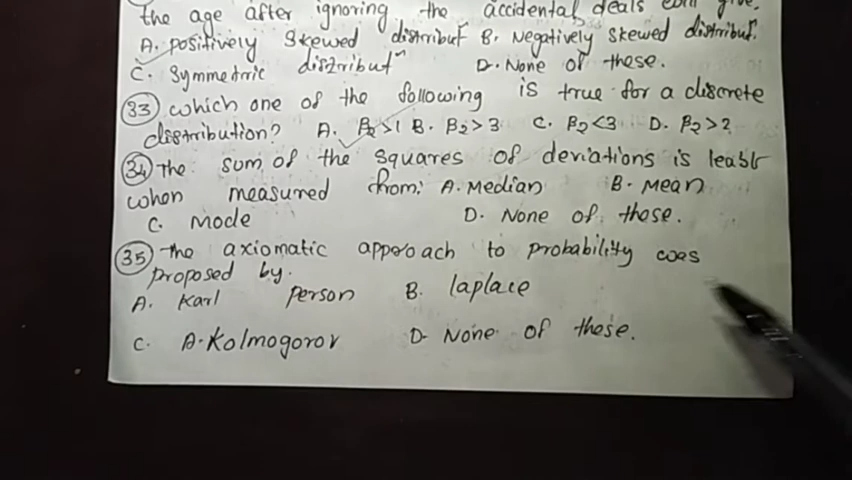 the age after ignoring the accidental deals
A. positively skewed distribut B. Negatively skewed distribut.
C. Symmetric distribut^n D. None of these.
(33) which one of the following is true for a discrete
distribution? A. β2>1 B. β2>3 C. β2<3 D. β2>2
(34) The sum of the squares of deviations is
when measured from: A. Median B. Mean
C. Mode D. None of those.
(35) The axiomatic approach to probability was
proposed by.
A. Karl Person B. laplace
C. A. Kolmogorov D- None of those.